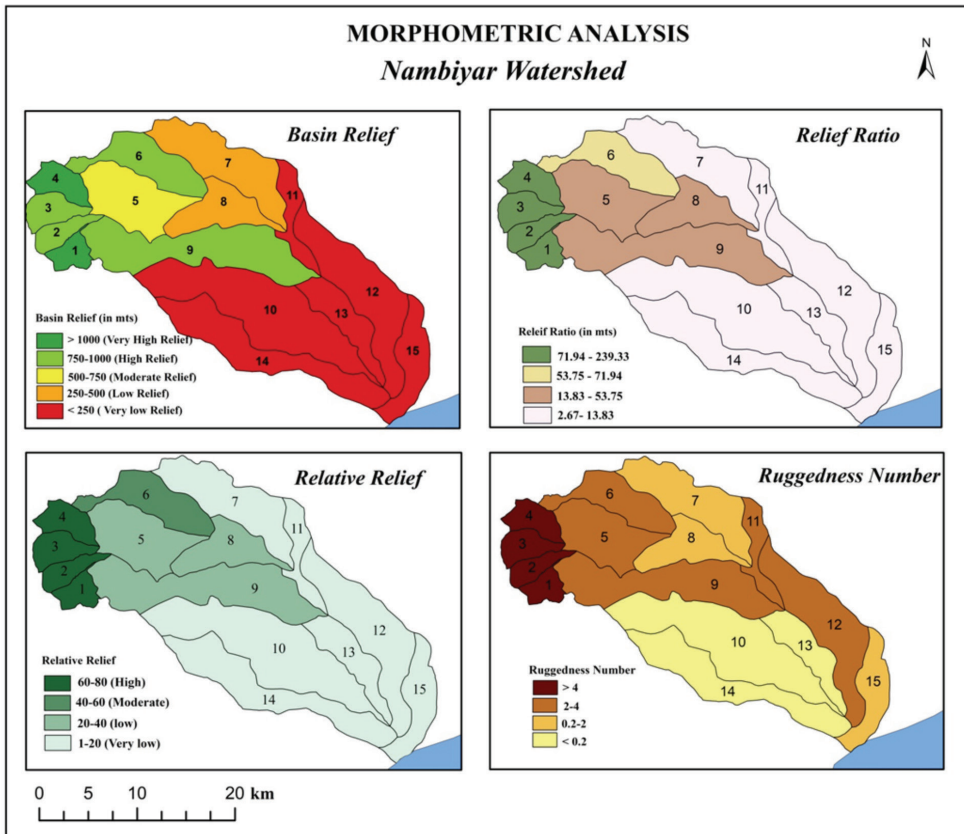 MORPHOMETRIC ANALYSIS
Nambiyar Watershed
N
Basin Relief
6
7
4
11
5
8
3
2
1
9
12
10
13
14
15
Basin Relief (in mts)
> 1000 (Very High Relief)
750-1000 (High Relief)
500-750 (Moderate Relief)
250-500 (Low Relief)
< 250 ( Very low Relief)
Relief Ratio
6
7
4
11
5
8
3
2
1
9
12
10
13
14
15
Releif Ratio (in mts)
71.94 - 239.33
53.75 - 71.94
13.83 - 53.75
2.67- 13.83
Relative Relief
6
7
4
11
5
8
3
2
1
9
12
10
13
14
15
Relative Relief
60-80 (High)
40-60 (Moderate)
20-40 (low)
1-20 (Very low)
Ruggedness Number
6
7
4
11
5
8
3
2
1
9
12
10
13
14
15
Ruggedness Number
> 4
2-4
0.2-2
< 0.2
0 5 10 20 km